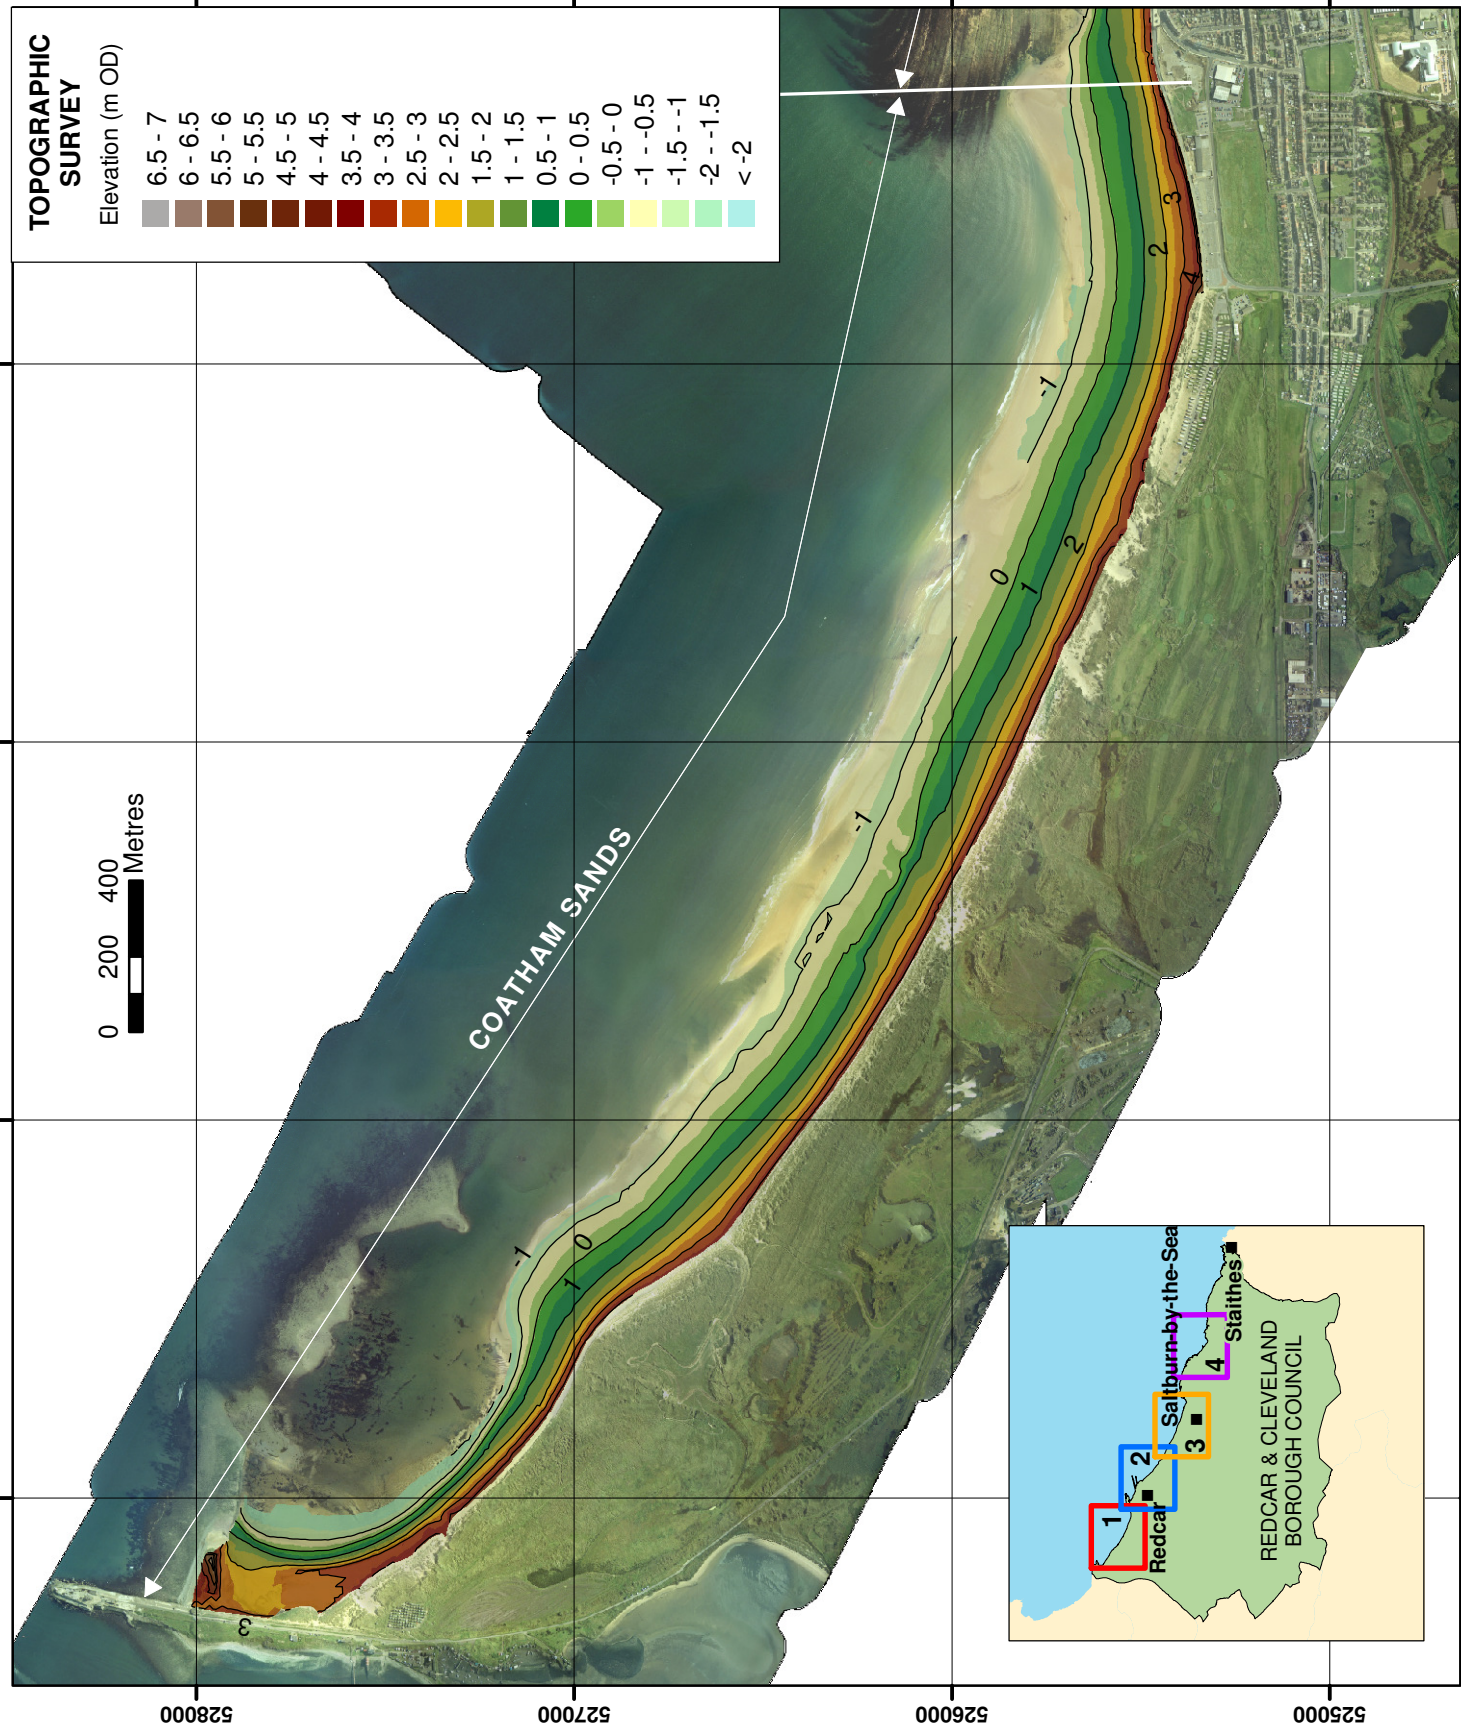 TOPOGRAPHIC
SURVEY
Elevation (m OD)
6.5 - 7
6 - 6.5
5.5 - 6
5 - 5.5
4.5 - 5
4 - 4.5
3.5 - 4
3 - 3.5
2.5 - 3
2 - 2.5
1.5 - 2
1 - 1.5
0.5 - 1
0 - 0.5
-0.5 - 0
-1 - -0.5
-1.5 - -1
-2 - -1.5
< -2
0 200 400
Metres
COATHAM SANDS
3
-1
0
1
-1
0
1
2
-1
2
3
4
528000
527000
526000
525000
1
2
3
4
Redcar
Saltburn-by-the-Sea
Staithes
REDCAR & CLEVELAND
BOROUGH COUNCIL